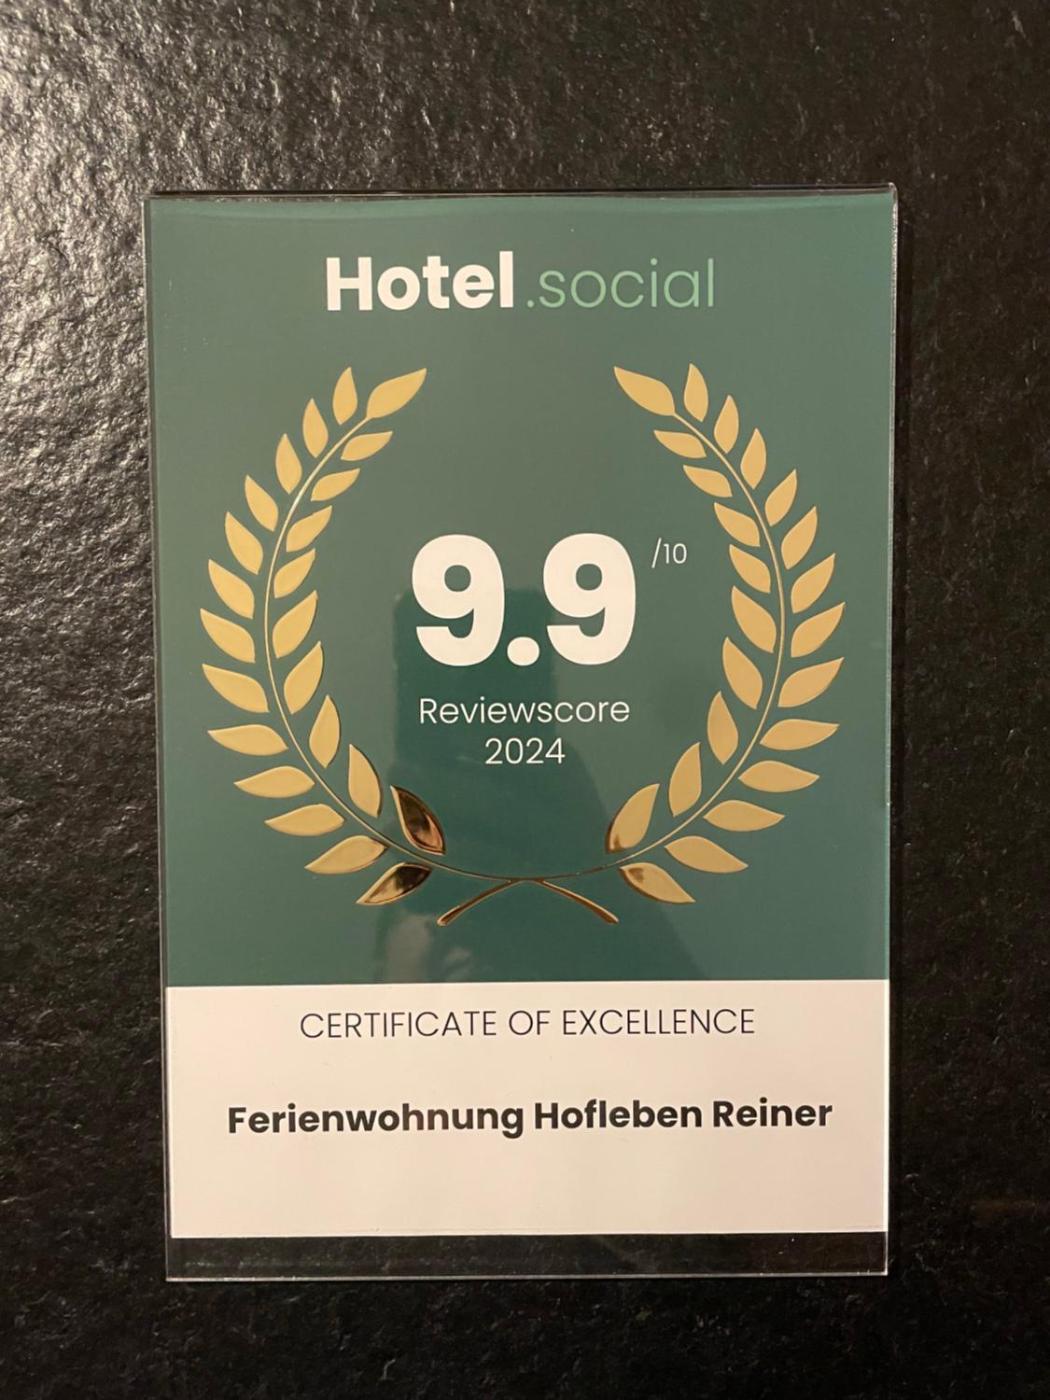 Hotel.social
9.9 /10
Reviewscore
2024
CERTIFICATE OF EXCELLENCE
Ferienwohnung Hofleben Reiner